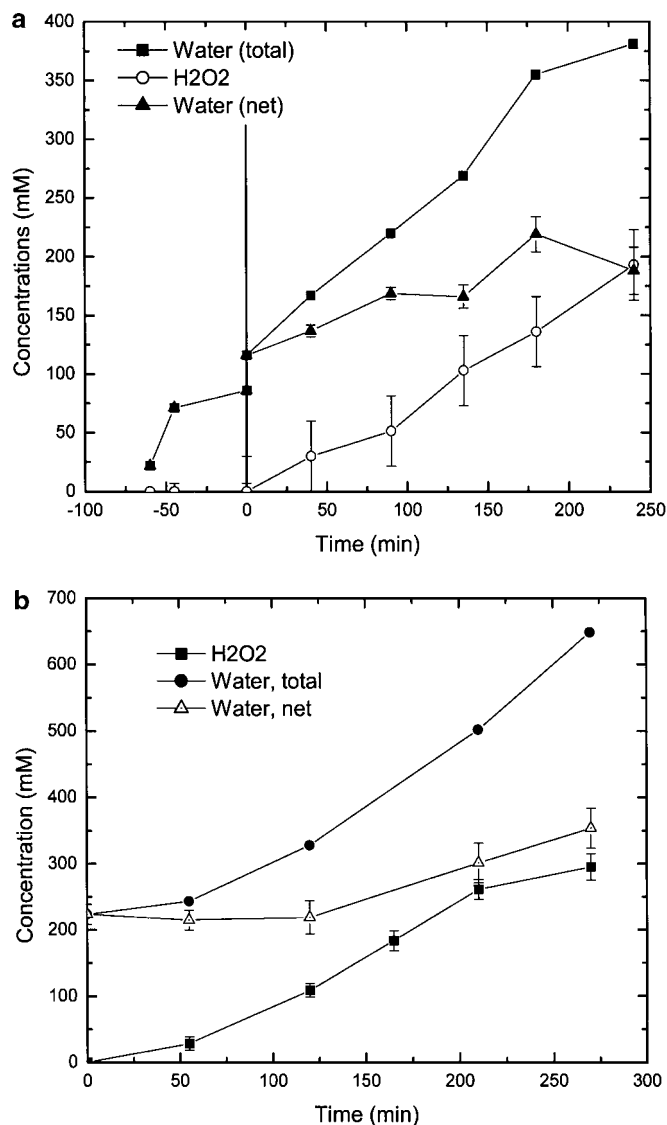 a
400
350
300
250
200
150
100
50
0
Concentrations (mM)
Water (total)
H2O2
Water (net)
-100
-50
0
50
100
150
200
250
Time (min)
b
700
600
500
400
300
200
100
0
Concentration (mM)
H2O2
Water, total
Water, net
0
50
100
150
200
250
300
Time (min)